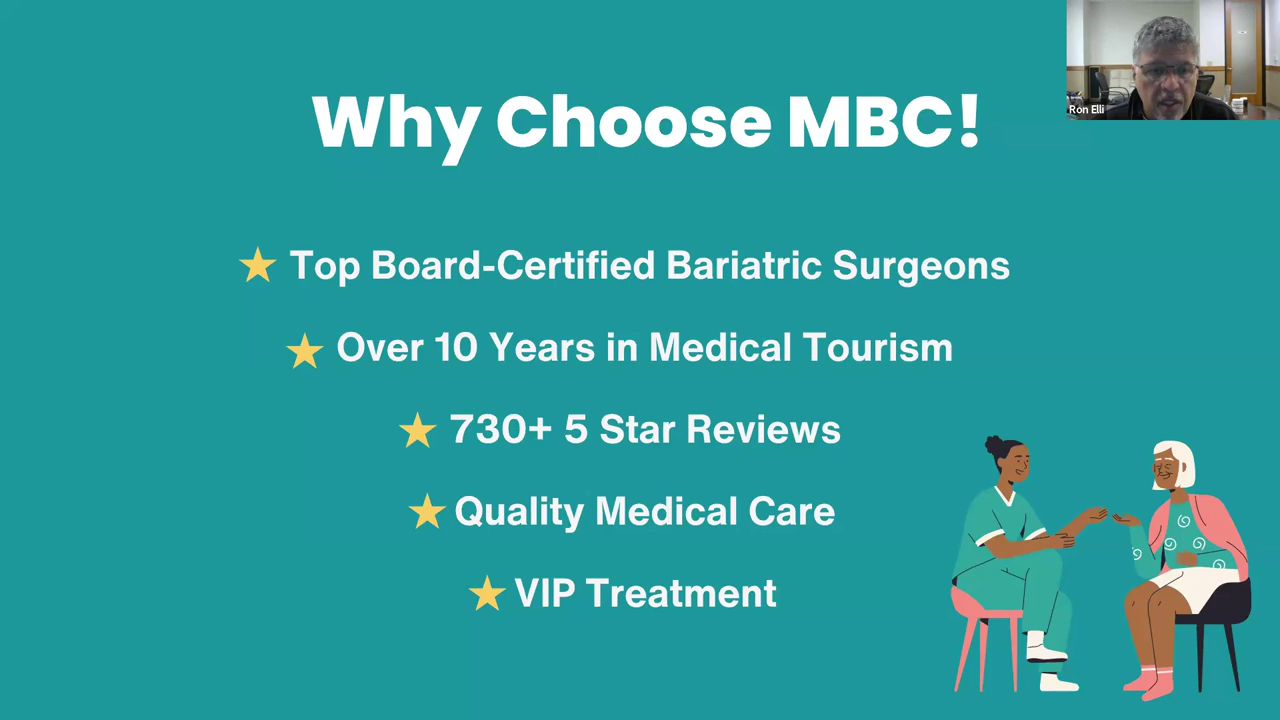 Why Choose MBC!
Ron Elli
Top Board-Certified Bariatric Surgeons
Over 10 Years in Medical Tourism
730+ 5 Star Reviews
Quality Medical Care
VIP Treatment